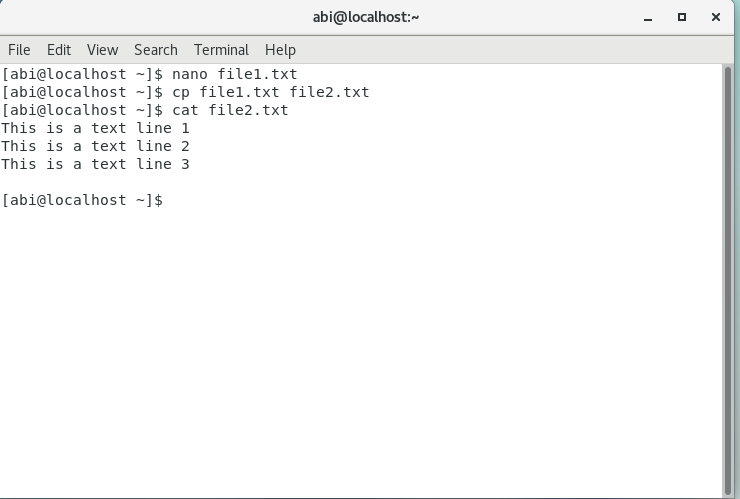 abi@localhost:~
File Edit View Search Terminal Help
[abi@localhost ~]$ nano file1.txt
[abi@localhost ~]$ cp file1.txt file2.txt
[abi@localhost ~]$ cat file2.txt
This is a text line 1
This is a text line 2
This is a text line 3
[abi@localhost ~]$